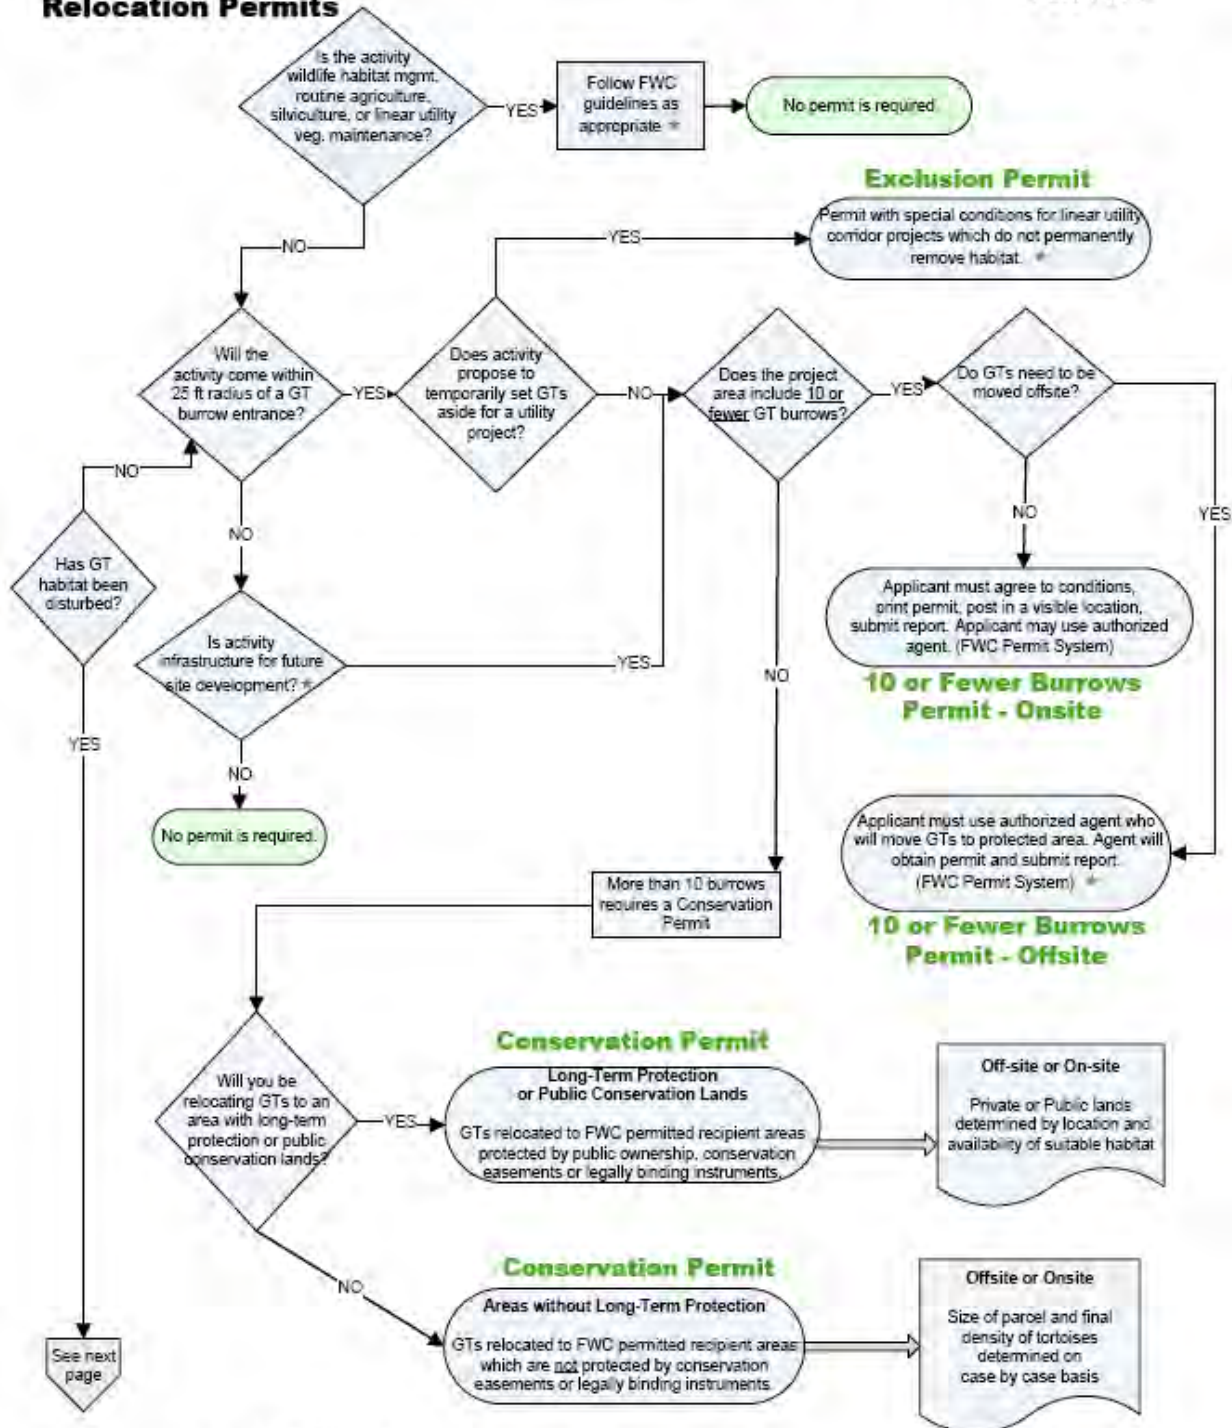 Relocation Permits
Is the activity
wildlife habitat mgmt,
routine agriculture,
silviculture, or linear utility
veg. maintenance?
YES
Follow FWC
guidelines as
appropriate *
No permit is required.
NO
Exclusion Permit
Permit with special conditions for linear utility
corridor projects which do not permanently
remove habitat. *
YES
Will the
activity come within
25 ft radius of a GT
burrow entrance?
YES
Does activity
propose to
temporarily set GTs
aside for a utility
project?
NO
Does the project
area include 10 or
fewer GT burrows?
YES
Do GTs need to be
moved offsite?
NO
NO
NO
YES
Has GT
habitat been
disturbed?
Applicant must agree to conditions,
print permit, post in a visible location,
submit report. Applicant may use authorized
agent. (FWC Permit System)
10 or Fewer Burrows
Permit - Onsite
Is activity
infrastructure for future
site development? *
YES
NO
YES
NO
No permit is required.
Applicant must use authorized agent who
will move GTs to protected area. Agent will
obtain permit and submit report.
(FWC Permit System) *
10 or Fewer Burrows
Permit - Offsite
More than 10 burrows
requires a Conservation
Permit
Will you be
relocating GTs to an
area with long-term
protection or public
conservation lands?
YES
Conservation Permit
Long-Term Protection
or Public Conservation Lands
GTs relocated to FWC permitted recipient areas
protected by public ownership, conservation
easements or legally binding instruments.
Off-site or On-site
Private or Public lands
determined by location and
availability of suitable habitat
NO
Conservation Permit
Areas without Long-Term Protection
GTs relocated to FWC permitted recipient areas
which are not protected by conservation
easements or legally binding instruments
Offsite or Onsite
Size of parcel and final
density of tortoises
determined on
case by case basis
See next
page